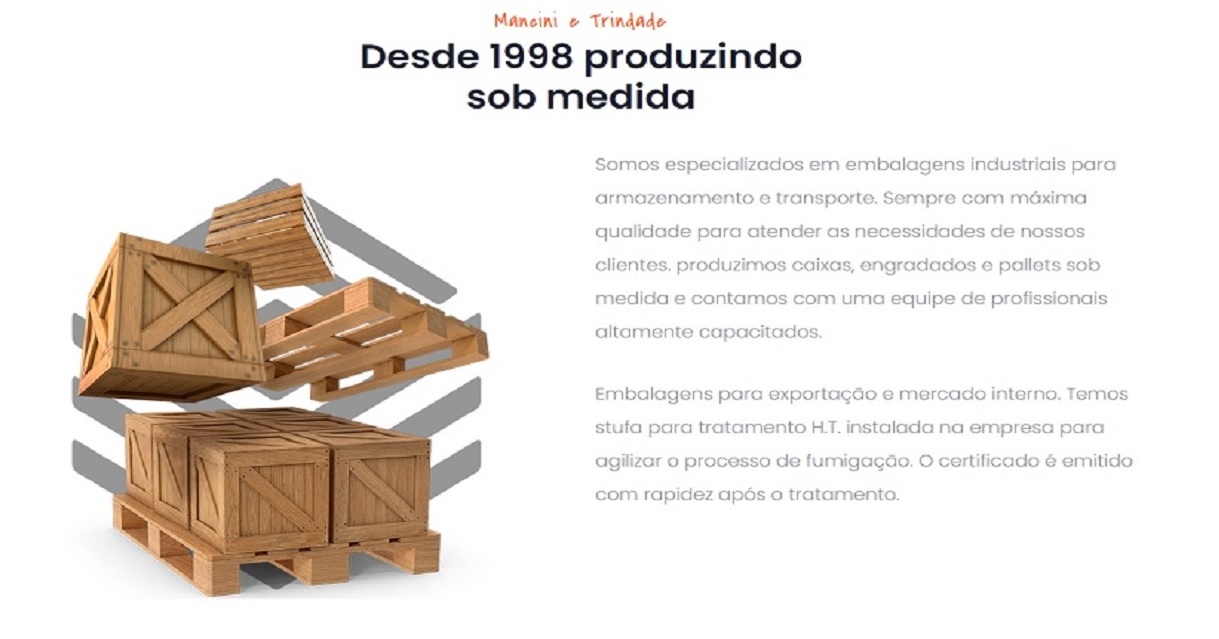 Mancini e Trindade
Desde 1998 produzindo
sob medida
Somos especializados em embalagens industriais para
armazenamento e transporte. Sempre com máxima
qualidade para atender as necessidades de nossos
clientes. produzimos caixas, engradados e pallets sob
medida e contamos com uma equipe de profissionais
altamente capacitados.
Embalagens para exportação e mercado interno. Temos
stufa para tratamento H.T. instalada na empresa para
agilizar o processo de fumigação. O certificado é emitido
com rapidez após o tratamento.